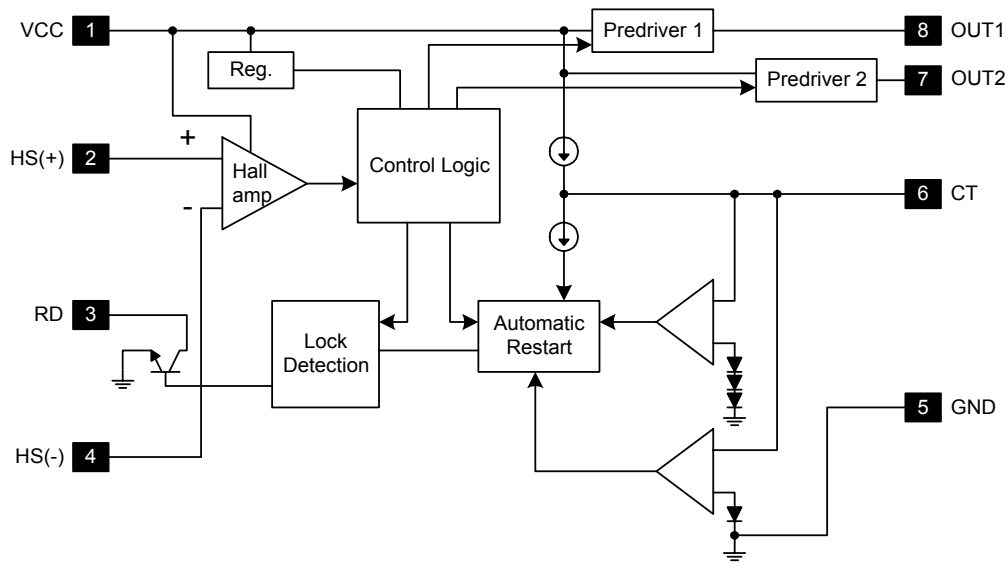 VCC 1
Predriver 1
8 OUT1
Reg.
Predriver 2
7 OUT2
+
HS(+) 2
Hall
amp
Control Logic
-
6 CT
RD 3
Lock
Detection
Automatic
Restart
5 GND
HS(-) 4